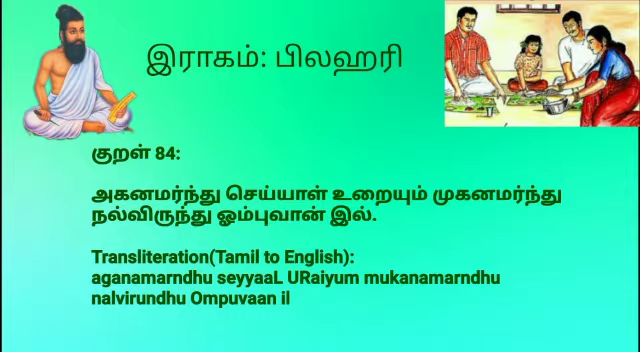 இராகம்: பிலஹரி
குறள் 84:
அகனமர்ந்து செய்யாள் உறையும் முகனமர்ந்து
நல்விருந்து ஓம்புவான் இல்.
Transliteration(Tamil to English):
aganamarndhu seyyaaL URaiyum mukanamarndhu
nalvirundhu Ompuvaan il